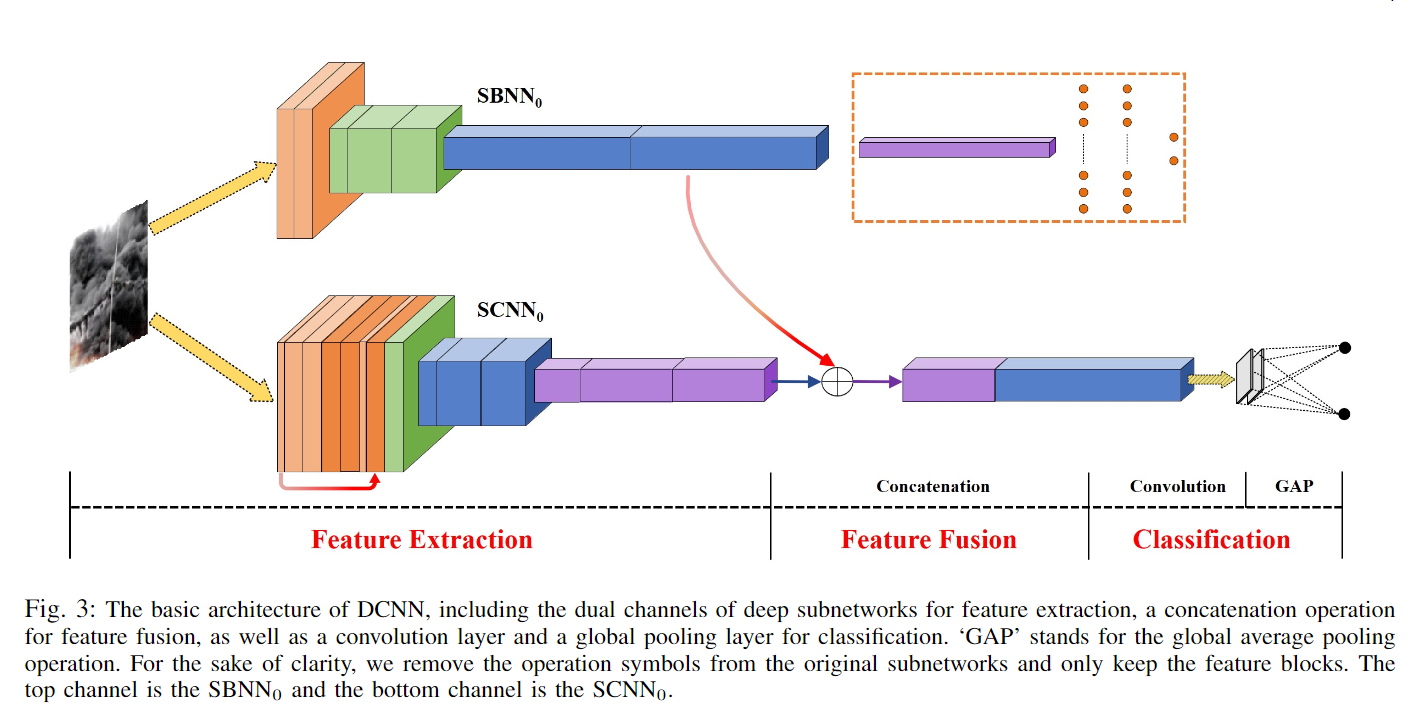 SBNN0
SCNN0
Concatenation
Convolution
GAP
Feature Extraction
Feature Fusion
Classification
Fig. 3: The basic architecture of DCNN, including the dual channels of deep subnetworks for feature extraction, a concatenation operation
for feature fusion, as well as a convolution layer and a global pooling layer for classification. ‘GAP’ stands for the global average pooling
operation. For the sake of clarity, we remove the operation symbols from the original subnetworks and only keep the feature blocks. The
top channel is the SBNN0 and the bottom channel is the SCNN0.